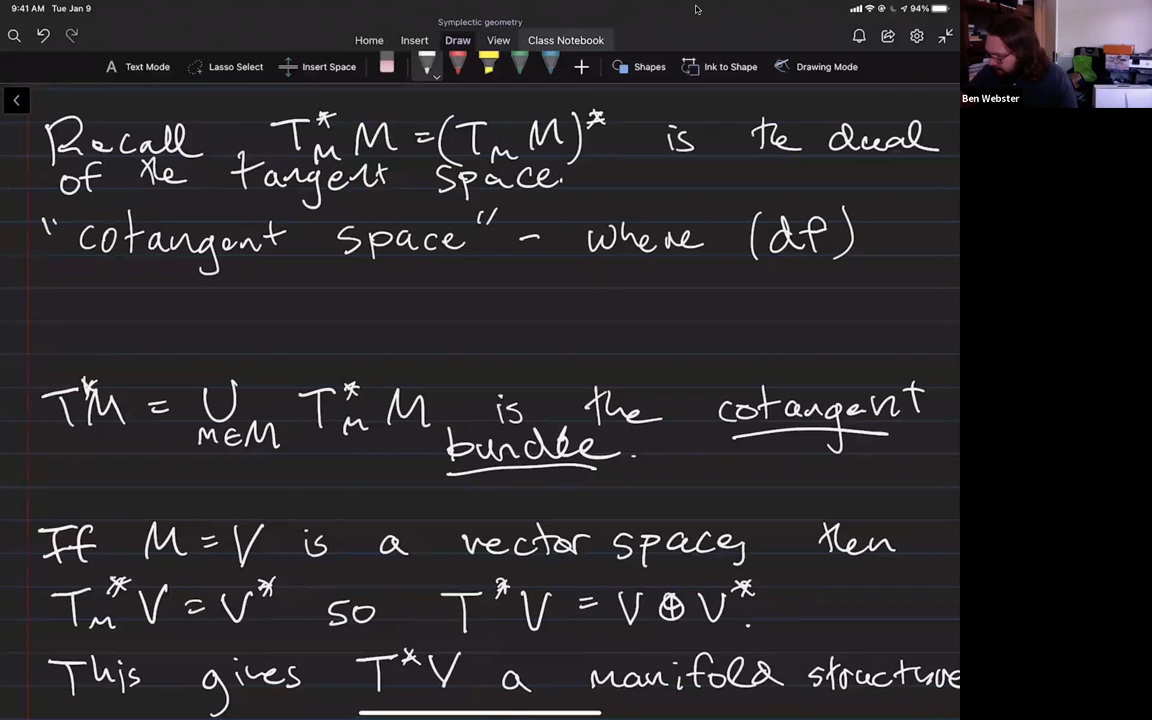 9:41 AM Tue Jan 9
94%
Symplectic geometry
Home Insert Draw View Class Notebook
Text Mode Lasso Select Insert Space Shapes Ink to Shape Drawing Mode
Ben Webster
Recall T*ₘM = (TₘM)* is the dual
of the tangent space.
"cotangent space" - where (df)
T*M = ∪ T*ₘM is the cotangent
m∈M
bundle.
If M = V is a vector space, then
T*ₘV = V* so T*V = V ⊕ V*.
This gives T*V a manifold structure